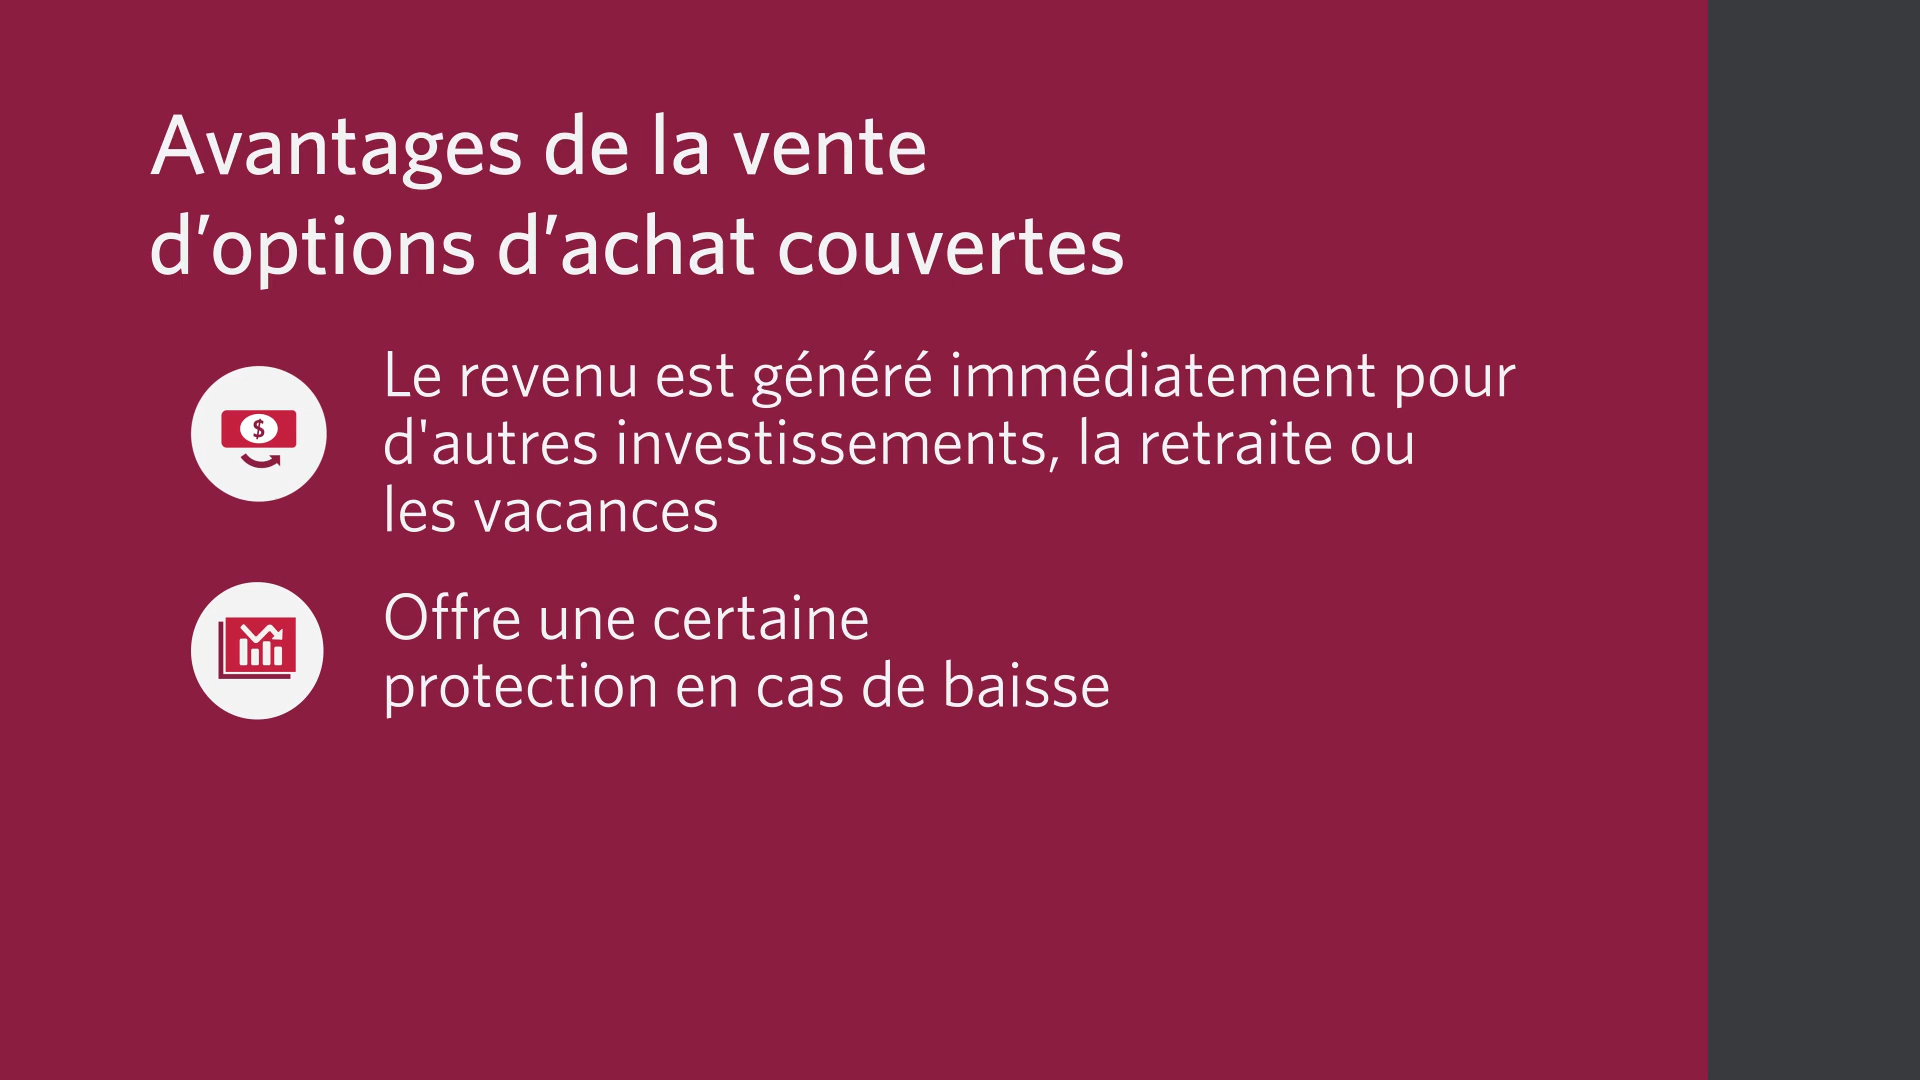 Avantages de la vente
d’options d’achat couvertes
Le revenu est généré immédiatement pour
d'autres investissements, la retraite ou
les vacances
$
Offre une certaine
protection en cas de baisse